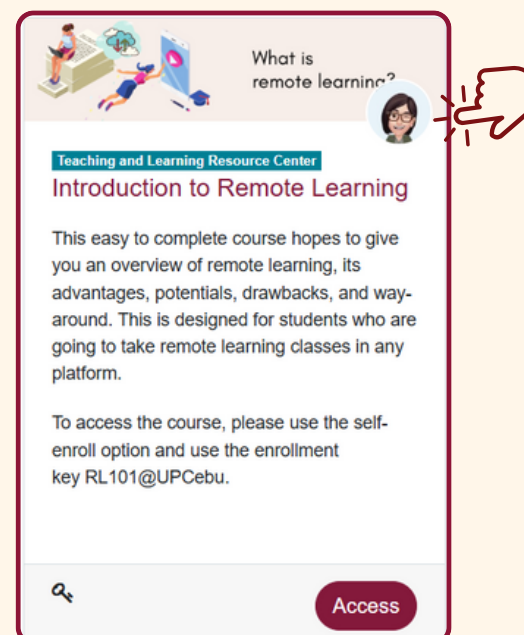 What is
remote learning?
Teaching and Learning Resource Center
Introduction to Remote Learning
This easy to complete course hopes to give
you an overview of remote learning, its
advantages, potentials, drawbacks, and way-
around. This is designed for students who are
going to take remote learning classes in any
platform.
To access the course, please use the self-
enroll option and use the enrollment
key RL101@UPCebu.
Access